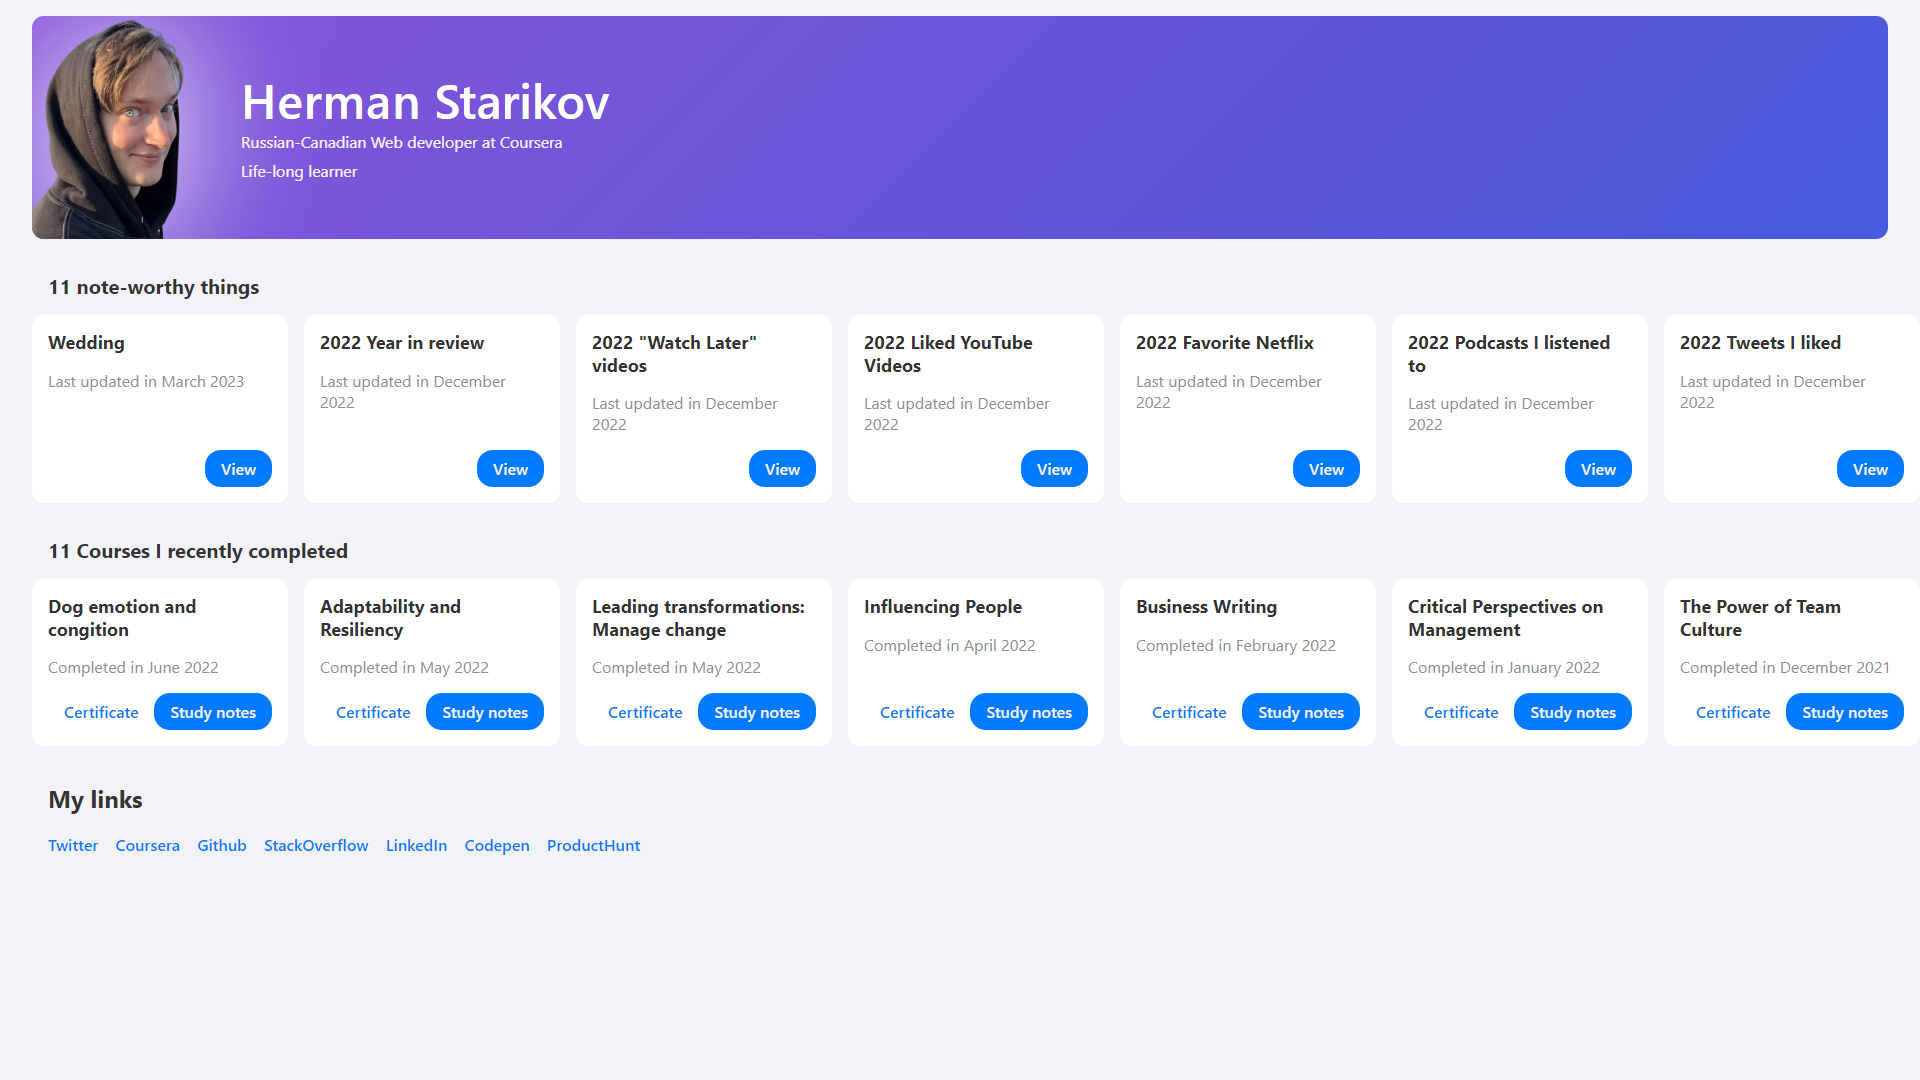 Herman Starikov
Russian-Canadian Web developer at Coursera
Life-long learner
11 note-worthy things
Wedding
Last updated in March 2023
View
2022 Year in review
Last updated in December
2022
View
2022 "Watch Later"
videos
Last updated in December
2022
View
2022 Liked YouTube
Videos
Last updated in December
2022
View
2022 Favorite Netflix
Last updated in December
2022
View
2022 Podcasts I listened
to
Last updated in December
2022
View
2022 Tweets I liked
Last updated in December
2022
View
11 Courses I recently completed
Dog emotion and
congition
Completed in June 2022
Certificate Study notes
Adaptability and
Resiliency
Completed in May 2022
Certificate Study notes
Leading transformations:
Manage change
Completed in May 2022
Certificate Study notes
Influencing People
Completed in April 2022
Certificate Study notes
Business Writing
Completed in February 2022
Certificate Study notes
Critical Perspectives on
Management
Completed in January 2022
Certificate Study notes
The Power of Team
Culture
Completed in December 2021
Certificate Study notes
My links
Twitter Coursera Github StackOverflow LinkedIn Codepen ProductHunt